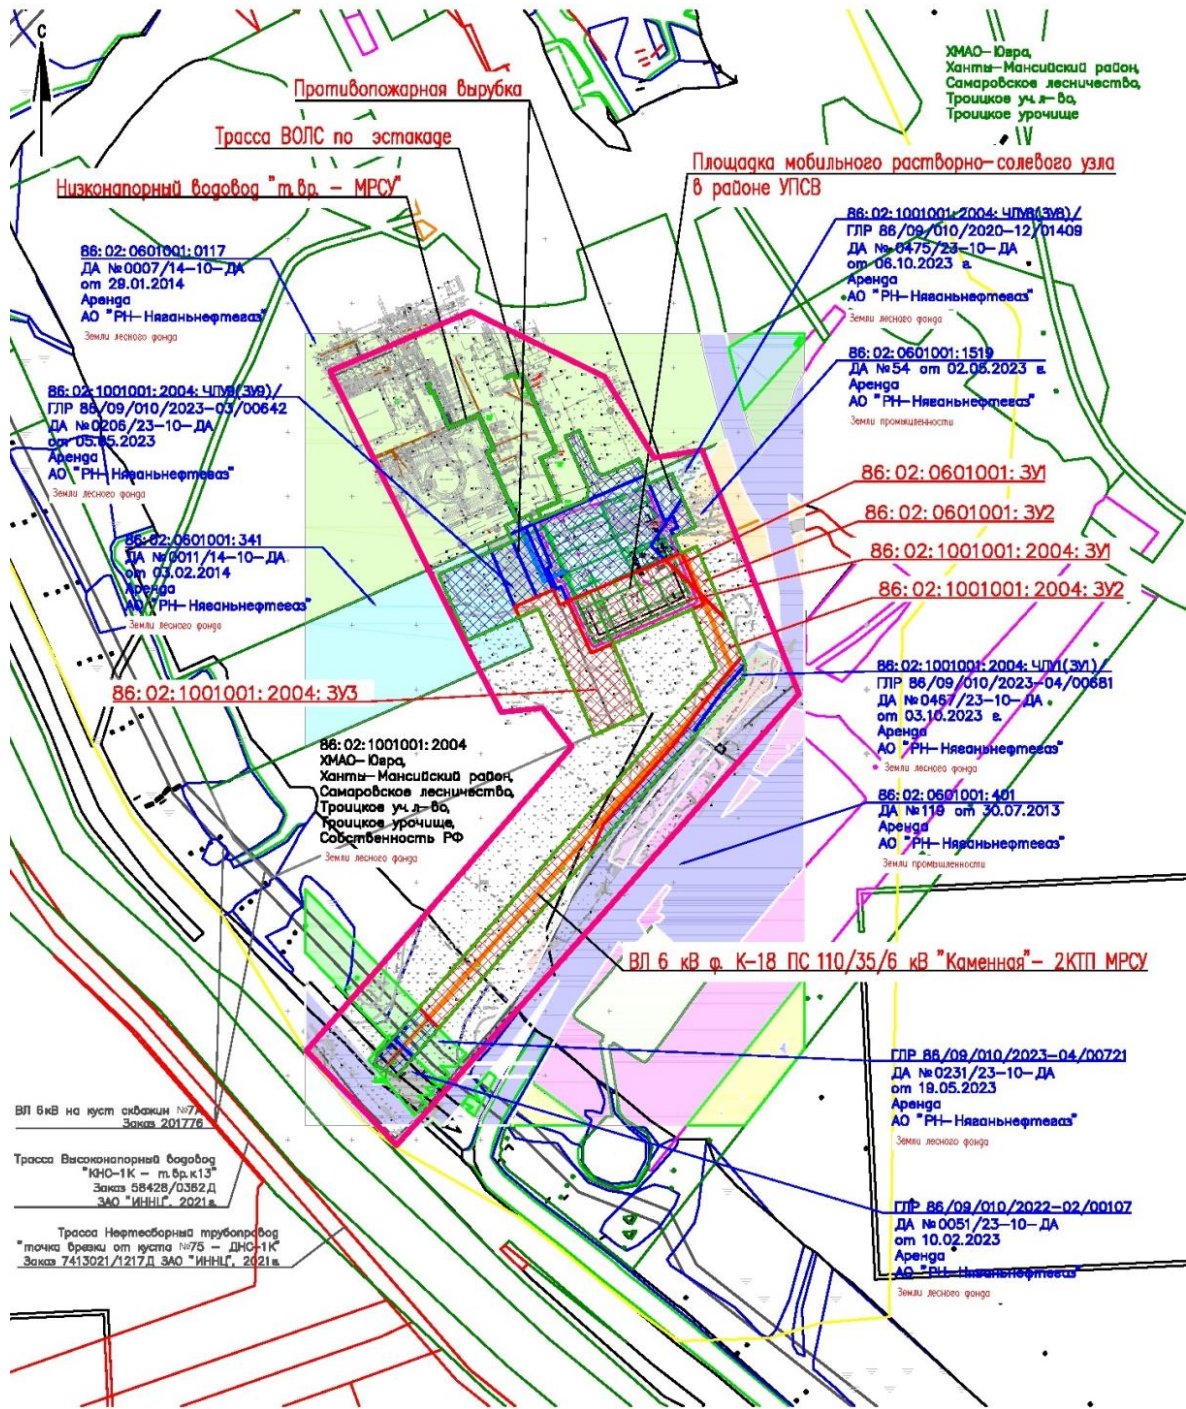 С
ХМАО-Югра,
Ханты-Мансийский район,
Самаровское лесничество,
Троицкое уч.л-во,
Троицкое урочище
Противопожарная вырубка
Трасса ВОЛС по эстакаде
Низконапорный водовод "т.вр. - МРСУ"
Площадка мобильного растворно-солевого узла
в районе УПСВ
86:02:0601001:0117
ДА №0007/14-10-ДА
от 29.01.2014
Аренда
АО "РН-Няганьнефтегаз"
Земли лесного фонда
86:02:1001001:2004:ЧЛУ8(ЗУ8)/
ГЛР 86/09/010/2020-12/01409
ДА №0475/23-10-ДА
от 06.10.2023 г.
Аренда
АО "РН-Няганьнефтегаз"
Земли лесного фонда
86:02:0601001:1519
ДА №54 от 02.05.2023 г.
Аренда
АО "РН-Няганьнефтегаз"
Земли промышленности
86:02:1001001:2004:ЧЛУ9(ЗУ9)/
ГЛР 86/09/010/2023-03/00642
ДА №0206/23-10-ДА
от 05.05.2023
Аренда
АО "РН-Няганьнефтегаз"
Земли лесного фонда
86:02:0601001:ЗУ1
86:02:0601001:ЗУ2
86:02:1001001:2004:ЗУ1
86:02:1001001:2004:ЗУ2
86:02:0601001:341
ДА №0011/14-10-ДА
от 03.02.2014
Аренда
АО "РН-Няганьнефтегаз"
Земли лесного фонда
86:02:1001001:2004:ЗУ3
86:02:1001001:2004:ЧЛУ1(ЗУ1)/
ГЛР 86/09/010/2023-04/00681
ДА №0467/23-10-ДА
от 03.10.2023 г.
Аренда
АО "РН-Няганьнефтегаз"
Земли лесного фонда
86:02:1001001:2004
ХМАО-Югра,
Ханты-Мансийский район,
Самаровское лесничество,
Троицкое уч.л-во,
Троицкое урочище,
Собственность РФ
Земли лесного фонда
86:02:0601001:401
ДА №119 от 30.07.2013
Аренда
АО "РН-Няганьнефтегаз"
Земли промышленности
ВЛ 6 кВ ф. К-18 ПС 110/35/6 кВ "Каменная"- 2КТП МРСУ
ГЛР 86/09/010/2023-04/00721
ДА №0231/23-10-ДА
от 19.05.2023
Аренда
АО "РН-Няганьнефтегаз"
Земли лесного фонда
ВЛ 6кВ на куст скважин №7А
Заказ 201776
Трасса Высоконапорный водовод
"КНС-1К - т.вр.к13"
Заказ 58428/0362Д
ЗАО "ИННЦ", 2021г.
Трасса Нефтесборный трубопровод
"точка врезки от куста №75 - ДНС-1К"
Заказ 7413021/1217Д ЗАО "ИННЦ", 2021г.
ГЛР 86/09/010/2022-02/00107
ДА №0051/23-10-ДА
от 10.02.2023
Аренда
АО "РН-Няганьнефтегаз"
Земли лесного фонда